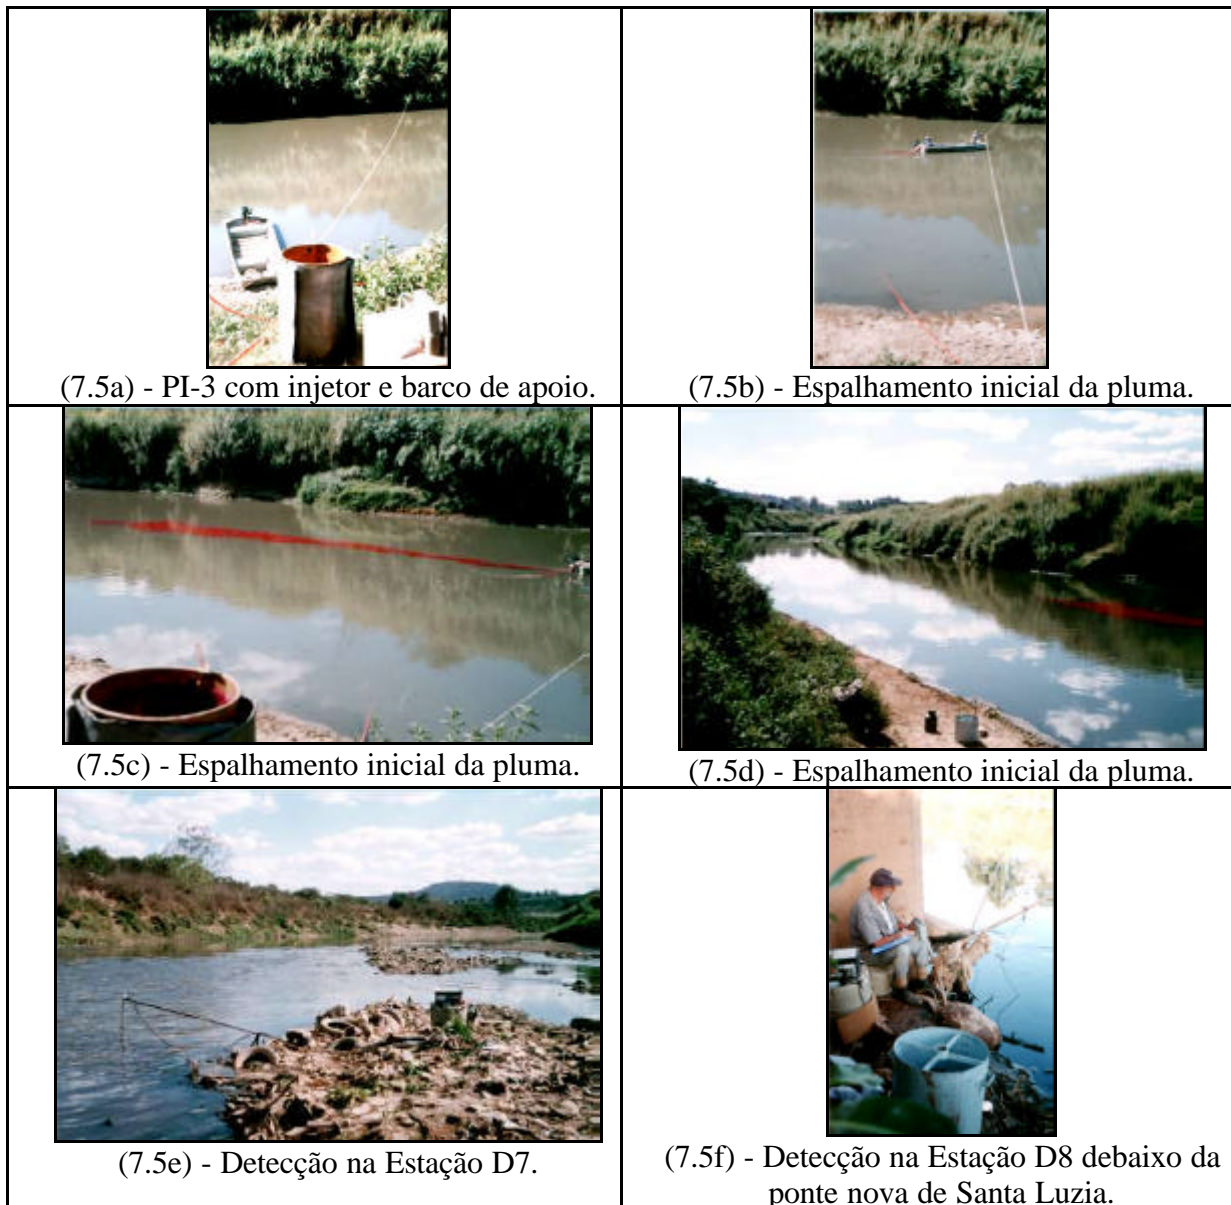 (7.5a) - PI-3 com injetor e barco de apoio.
(7.5b) - Espalhamento inicial da pluma.
(7.5c) - Espalhamento inicial da pluma.
(7.5d) - Espalhamento inicial da pluma.
(7.5e) - Detecção na Estação D7.
(7.5f) - Detecção na Estação D8 debaixo da
ponte nova de Santa Luzia.